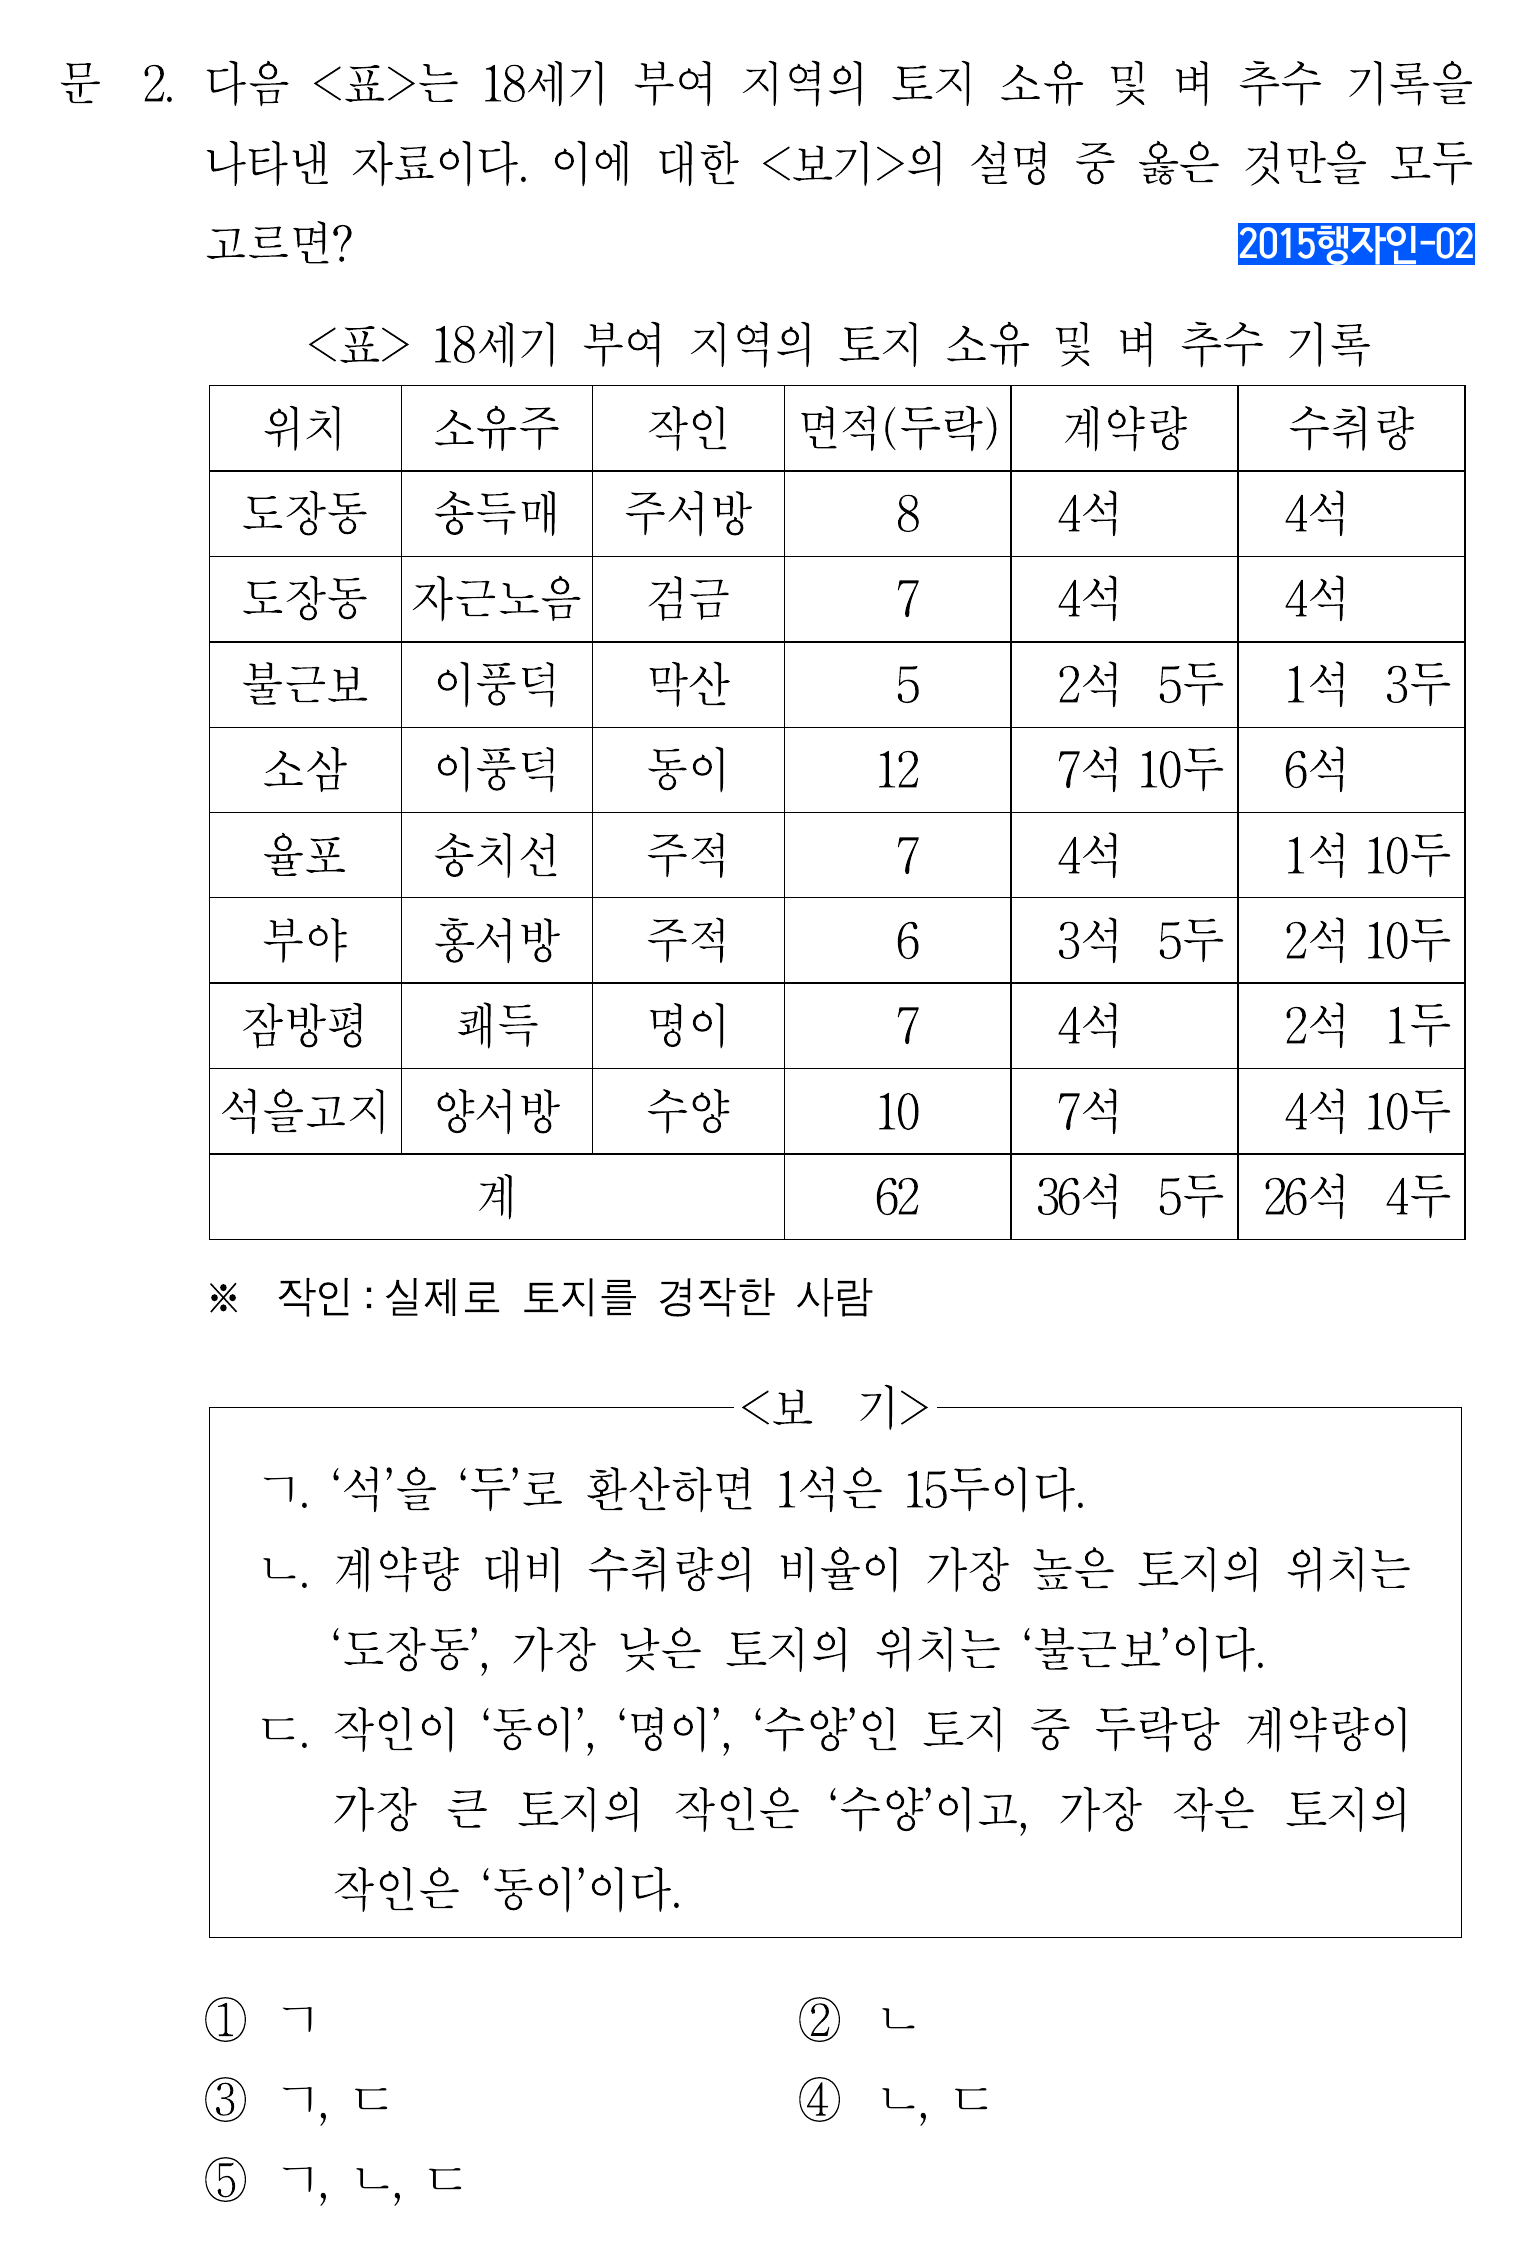 문 2. 다음 <표>는 18세기 부여 지역의 토지 소유 및 벼 추수 기록을
나타낸 자료이다. 이에 대한 <보기>의 설명 중 옳은 것만을 모두
고르면? 2015행자인-02
<표> 18세기 부여 지역의 토지 소유 및 벼 추수 기록
위치 소유주 작인 면적(두락) 계약량 수취량
도장동 송득매 주서방 8 4석 4석
도장동 자근노음 검금 7 4석 4석
불근보 이풍덕 막산 5 2석 5두 1석 3두
소삼 이풍덕 동이 12 7석 10두 6석
율포 송치선 주적 7 4석 1석 10두
부야 홍서방 주적 6 3석 5두 2석 10두
잠방평 쾌득 명이 7 4석 2석 1두
석을고지 양서방 수양 10 7석 4석 10두
계 62 36석 5두 26석 4두
※ 작인 : 실제로 토지를 경작한 사람
<보 기>
ㄱ. ‘석’을 ‘두’로 환산하면 1석은 15두이다.
ㄴ. 계약량 대비 수취량의 비율이 가장 높은 토지의 위치는
‘도장동’, 가장 낮은 토지의 위치는 ‘불근보’이다.
ㄷ. 작인이 ‘동이’, ‘명이’, ‘수양’인 토지 중 두락당 계약량이
가장 큰 토지의 작인은 ‘수양’이고, 가장 작은 토지의
작인은 ‘동이’이다.
① ㄱ ② ㄴ
③ ㄱ, ㄷ ④ ㄴ, ㄷ
⑤ ㄱ, ㄴ, ㄷ